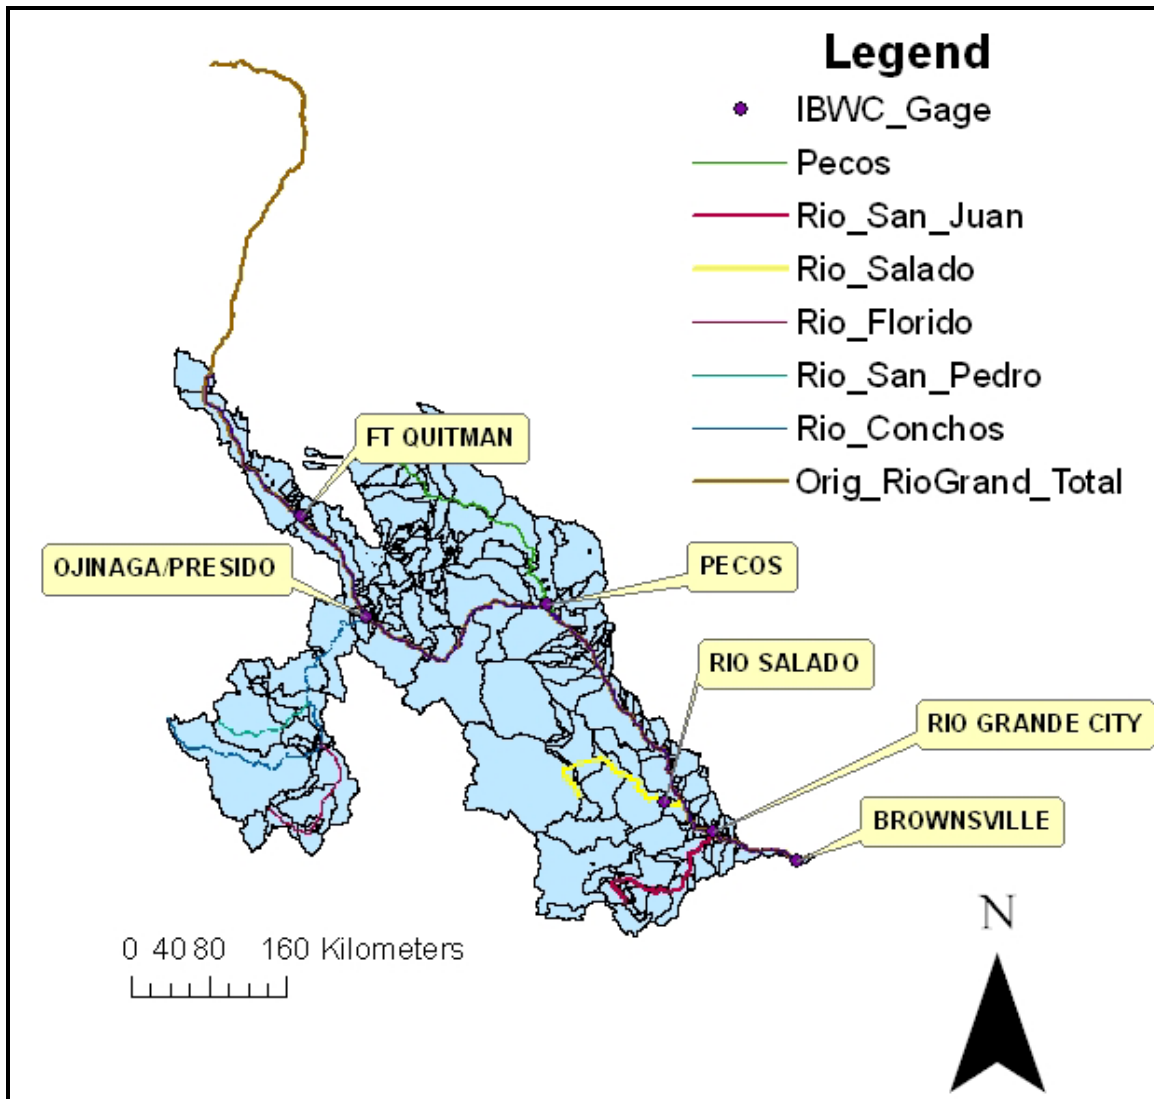 Legend
IBWC_Gage
Pecos
Rio_San_Juan
Rio_Salado
Rio_Florido
Rio_San_Pedro
Rio_Conchos
Orig_RioGrand_Total
FT QUITMAN
OJINAGA/PRESIDO
PECOS
RIO SALADO
RIO GRANDE CITY
BROWNSVILLE
N
0 40 80 160 Kilometers